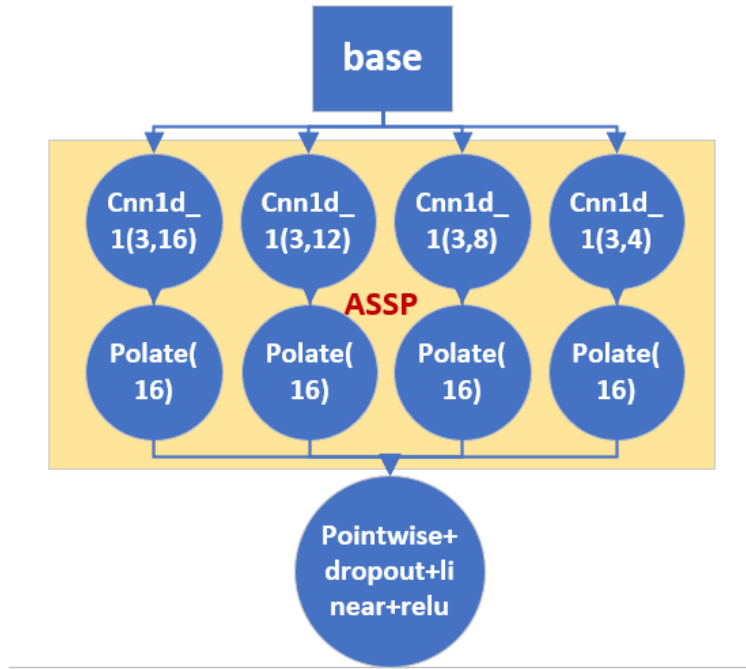 base
Cnn1d_
1(3,16)
Cnn1d_
1(3,12)
Cnn1d_
1(3,8)
Cnn1d_
1(3,4)
ASSP
Polate(
16)
Polate(
16)
Polate(
16)
Polate(
16)
Pointwise+
dropout+li
near+relu